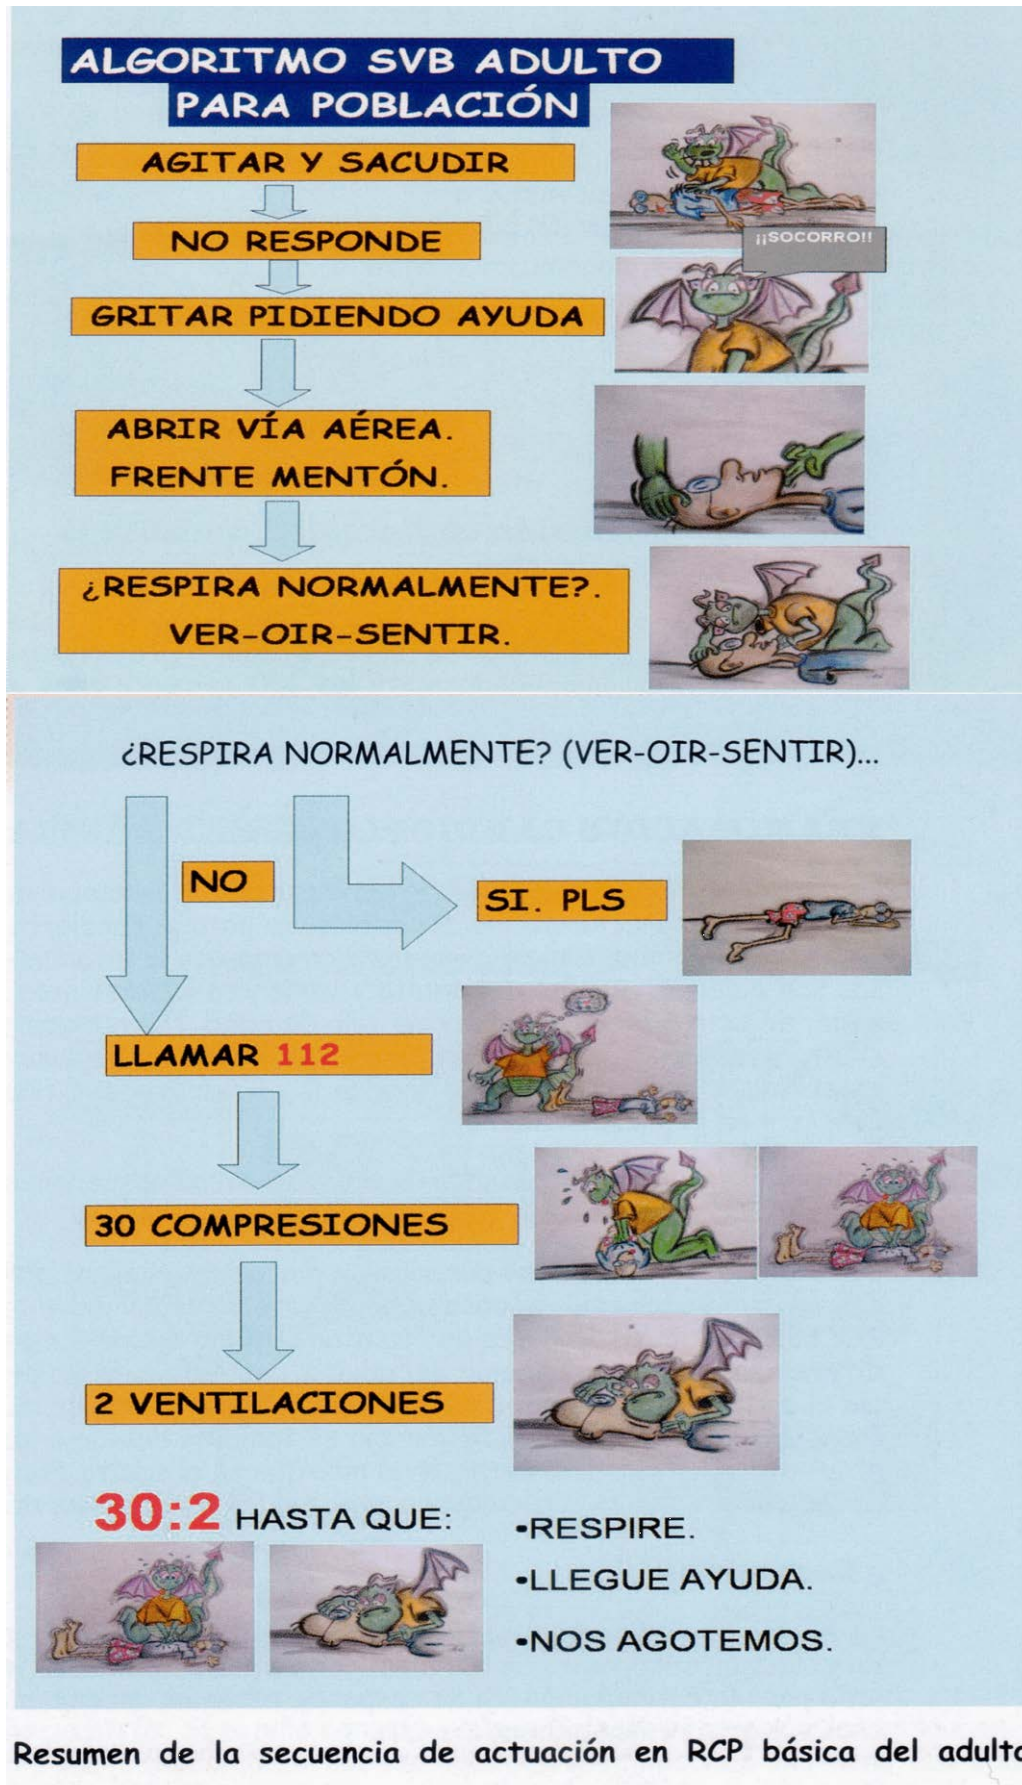 ALGORITMO SVB ADULTO
PARA POBLACIÓN
AGITAR Y SACUDIR
NO RESPONDE
¡¡SOCORRO!!
GRITAR PIDIENDO AYUDA
ABRIR VÍA AÉREA.
FRENTE MENTÓN.
¿RESPIRA NORMALMENTE?.
VER-OIR-SENTIR.
¿RESPIRA NORMALMENTE? (VER-OIR-SENTIR)...
NO
SI. PLS
LLAMAR 112
30 COMPRESIONES
2 VENTILACIONES
30:2 HASTA QUE:
•RESPIRE.
•LLEGUE AYUDA.
•NOS AGOTEMOS.
Resumen de la secuencia de actuación en RCP básica del adulto